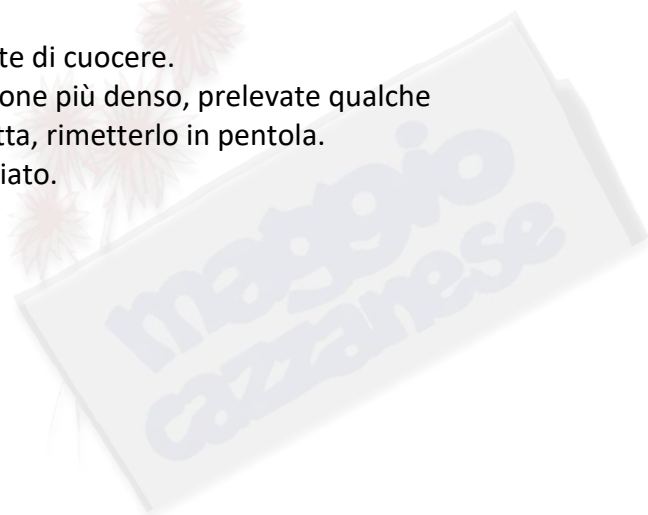 te di cuocere.
one più denso, prelevate qualche
tta, rimetterlo in pentola.
iato.
maggio
cazzanese